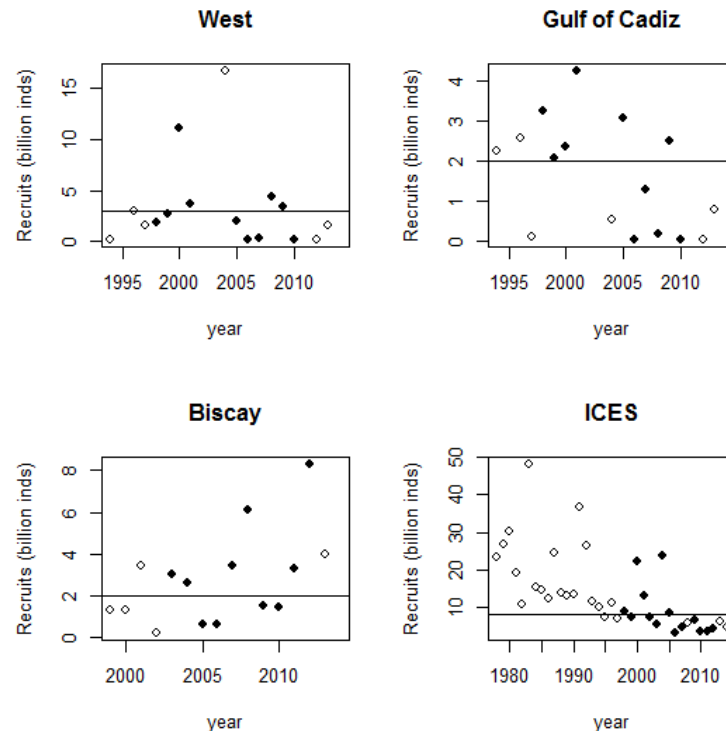 West
Recruits (billion inds)
15
10
5
0
1995 2000 2005 2010
year
Gulf of Cadiz
Recruits (billion inds)
4
3
2
1
0
1995 2000 2005 2010
year
Biscay
Recruits (billion inds)
8
6
4
2
0
2000 2005 2010
year
ICES
Recruits (billion inds)
50
40
30
20
10
1980 1990 2000 2010
year